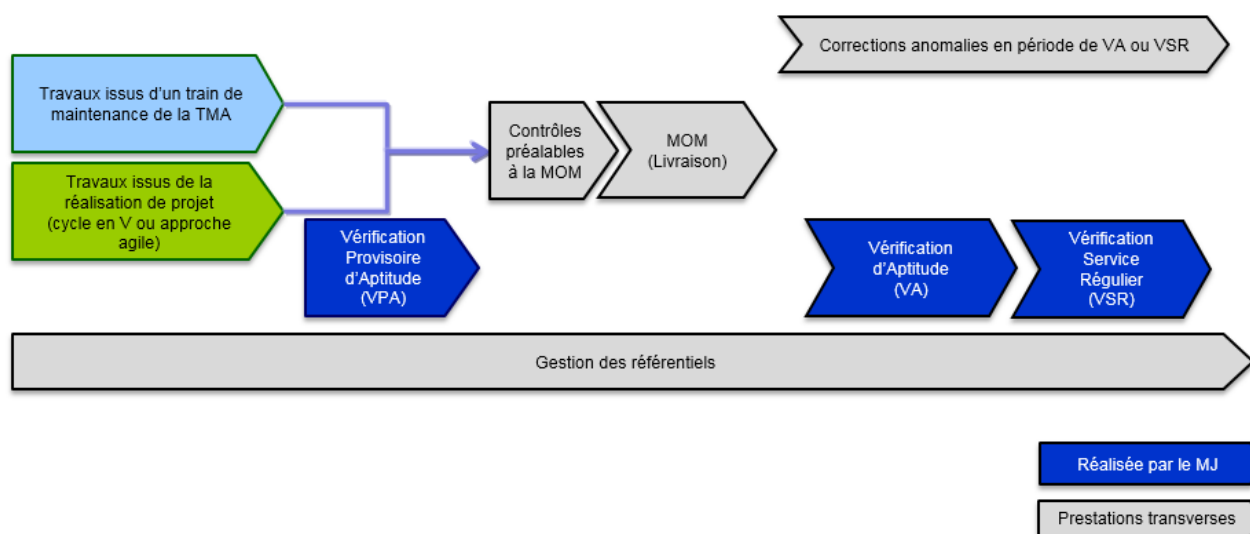 Corrections anomalies en période de VA ou VSR
Travaux issus d'un train de
maintenance de la TMA
Contrôles
préalables
à la MOM
MOM
(Livraison)
Travaux issus de la
réalisation de projet
(cycle en V ou approche
agile)
Vérification
Provisoire
d'Aptitude
(VPA)
Vérification
d'Aptitude
(VA)
Vérification
Service
Régulier
(VSR)
Gestion des référentiels
Réalisée par le MJ
Prestations transverses